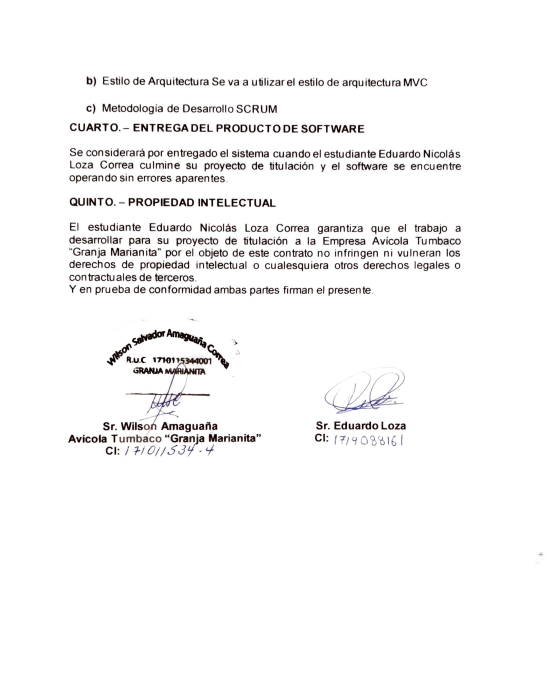 b) Estilo de Arquitectura Se va a utilizar el estilo de arquitectura MVC
c) Metodología de Desarrollo SCRUM
CUARTO. – ENTREGA DEL PRODUCTO DE SOFTWARE
Se considerará por entregado el sistema cuando el estudiante Eduardo Nicolás
Loza Correa culmine su proyecto de titulación y el software se encuentre
operando sin errores aparentes.
QUINTO. – PROPIEDAD INTELECTUAL
El estudiante Eduardo Nicolás Loza Correa garantiza que el trabajo a
desarrollar para su proyecto de titulación a la Empresa Avícola Tumbaco
“Granja Marianita” por el objeto de este contrato no infringen ni vulneran los
derechos de propiedad intelectual o cualesquiera otros derechos legales o
contractuales de terceros.
Y en prueba de conformidad ambas partes firman el presente.
Wilson Salvador Amaguaña Correa
R.U.C 1710115344001
GRANJA MARIANITA
Sr. Wilson Amaguaña
Avícola Tumbaco “Granja Marianita”
CI: 171011534-4
Sr. Eduardo Loza
CI: 1719088161